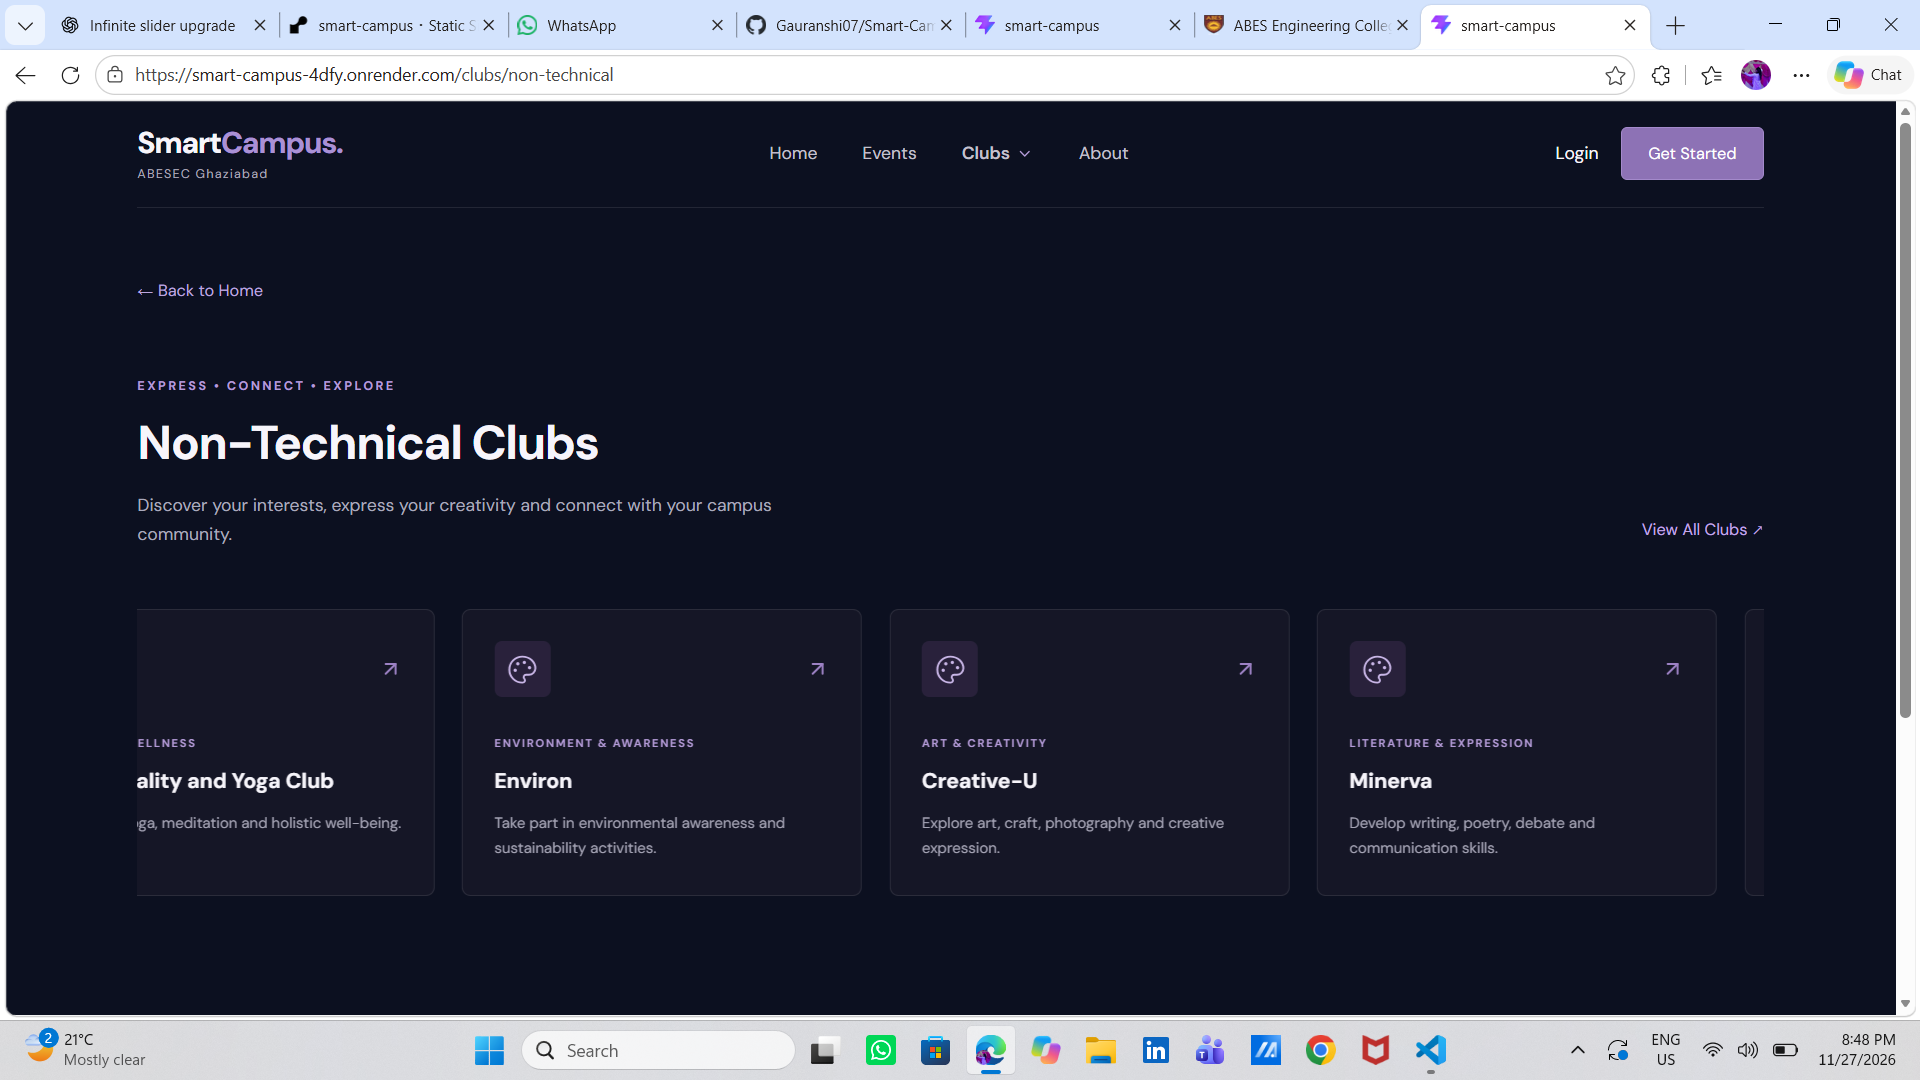 Infinite slider upgrade
smart-campus · Static S
WhatsApp
Gauranshi07/Smart-Cam
smart-campus
ABES Engineering Colle
smart-campus
https://smart-campus-4dfy.onrender.com/clubs/non-technical
Chat
SmartCampus.
ABESEC Ghaziabad
Home
Events
Clubs
About
Login
Get Started
← Back to Home
EXPRESS • CONNECT • EXPLORE
Non-Technical Clubs
Discover your interests, express your creativity and connect with your campus
community.
View All Clubs ↗
ELLNESS
ality and Yoga Club
ga, meditation and holistic well-being.
ENVIRONMENT & AWARENESS
Environ
Take part in environmental awareness and
sustainability activities.
ART & CREATIVITY
Creative-U
Explore art, craft, photography and creative
expression.
LITERATURE & EXPRESSION
Minerva
Develop writing, poetry, debate and
communication skills.
2
21°C
Mostly clear
Search
ENG
US
8:48 PM
11/27/2026